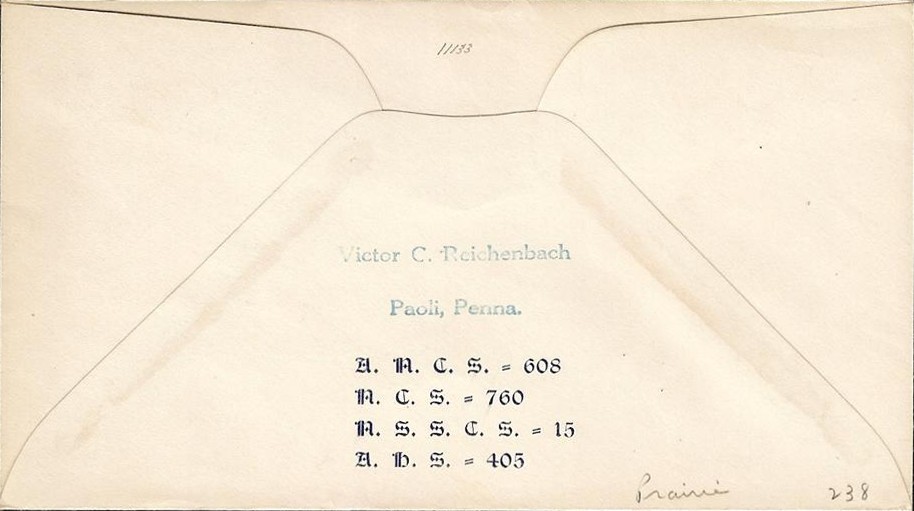 11133
Victor C. Reichenbach
Paoli, Penna.
A. N. C. S. = 608
N. C. S. = 760
N. S. S. C. S. = 15
A. H. S. = 405
Prairie 238